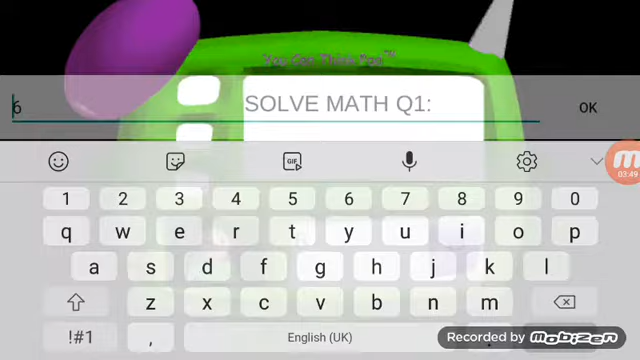 You Can Think Pad™
SOLVE MATH Q1:
6
OK
GIF
03:49
1 2 3 4 5 6 7 8 9 0
q w e r t y u i o p
a s d f g h j k l
z x c v b n m
!#1 , English (UK) .
Recorded by mobizen